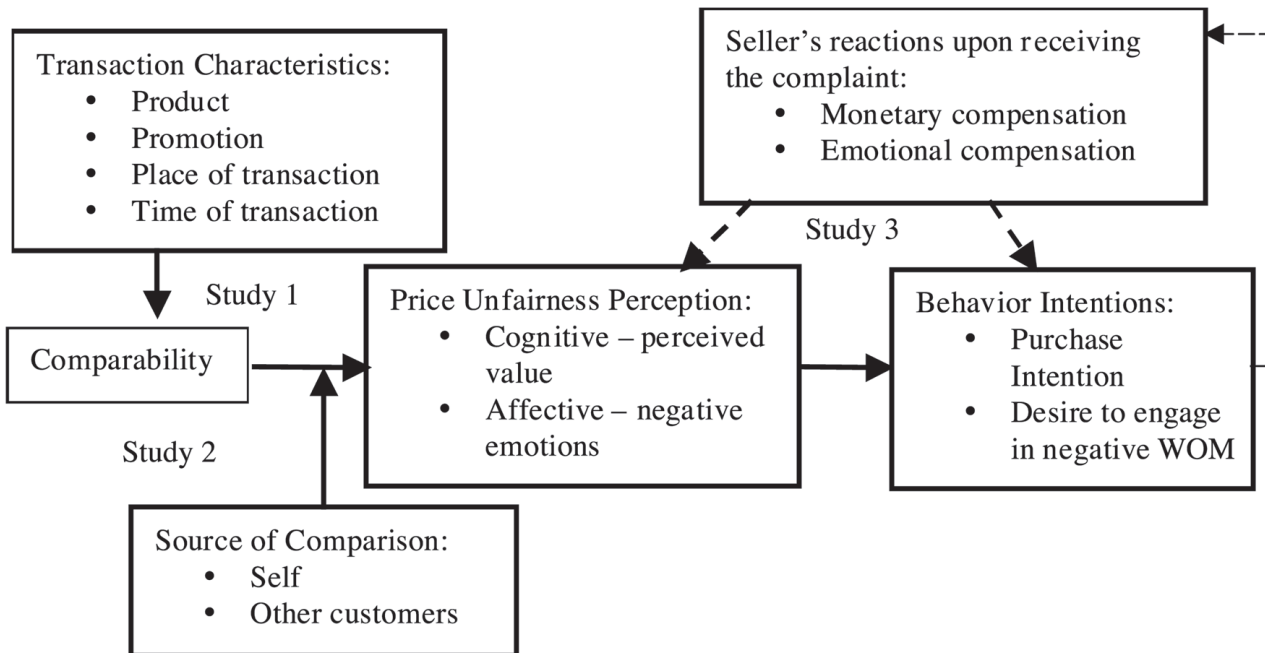 Transaction Characteristics:
• Product
• Promotion
• Place of transaction
• Time of transaction
Seller's reactions upon receiving
the complaint:
• Monetary compensation
• Emotional compensation
Study 3
Study 1
Comparability
Price Unfairness Perception:
• Cognitive – perceived
value
• Affective – negative
emotions
Behavior Intentions:
• Purchase
Intention
• Desire to engage
in negative WOM
Study 2
Source of Comparison:
• Self
• Other customers